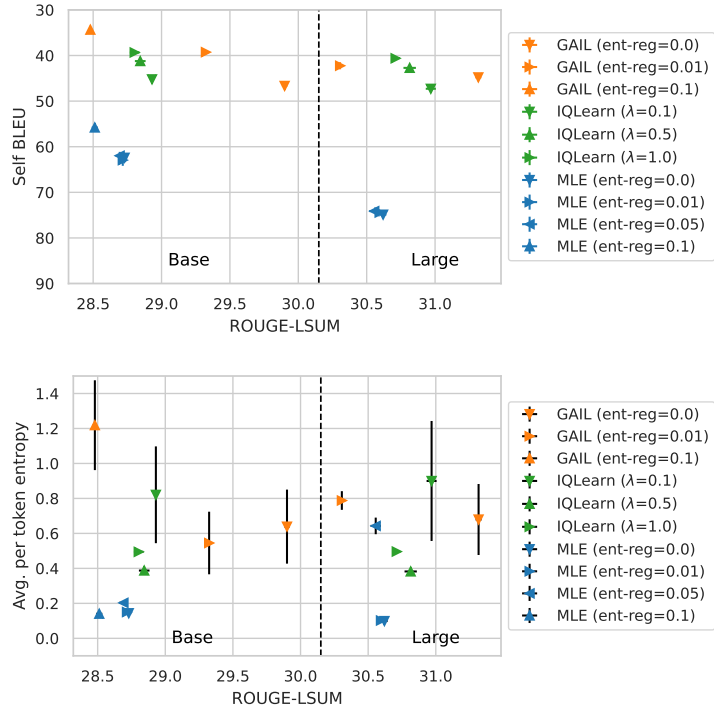 30
40
50
60
70
80
90
Self BLEU
Base
Large
28.5 29.0 29.5 30.0 30.5 31.0
ROUGE-LSUM
GAIL (ent-reg=0.0)
GAIL (ent-reg=0.01)
GAIL (ent-reg=0.1)
IQLearn (λ=0.1)
IQLearn (λ=0.5)
IQLearn (λ=1.0)
MLE (ent-reg=0.0)
MLE (ent-reg=0.01)
MLE (ent-reg=0.05)
MLE (ent-reg=0.1)
1.4
1.2
1.0
0.8
0.6
0.4
0.2
0.0
Avg. per token entropy
Base
Large
28.5 29.0 29.5 30.0 30.5 31.0
ROUGE-LSUM
GAIL (ent-reg=0.0)
GAIL (ent-reg=0.01)
GAIL (ent-reg=0.1)
IQLearn (λ=0.1)
IQLearn (λ=0.5)
IQLearn (λ=1.0)
MLE (ent-reg=0.0)
MLE (ent-reg=0.01)
MLE (ent-reg=0.05)
MLE (ent-reg=0.1)